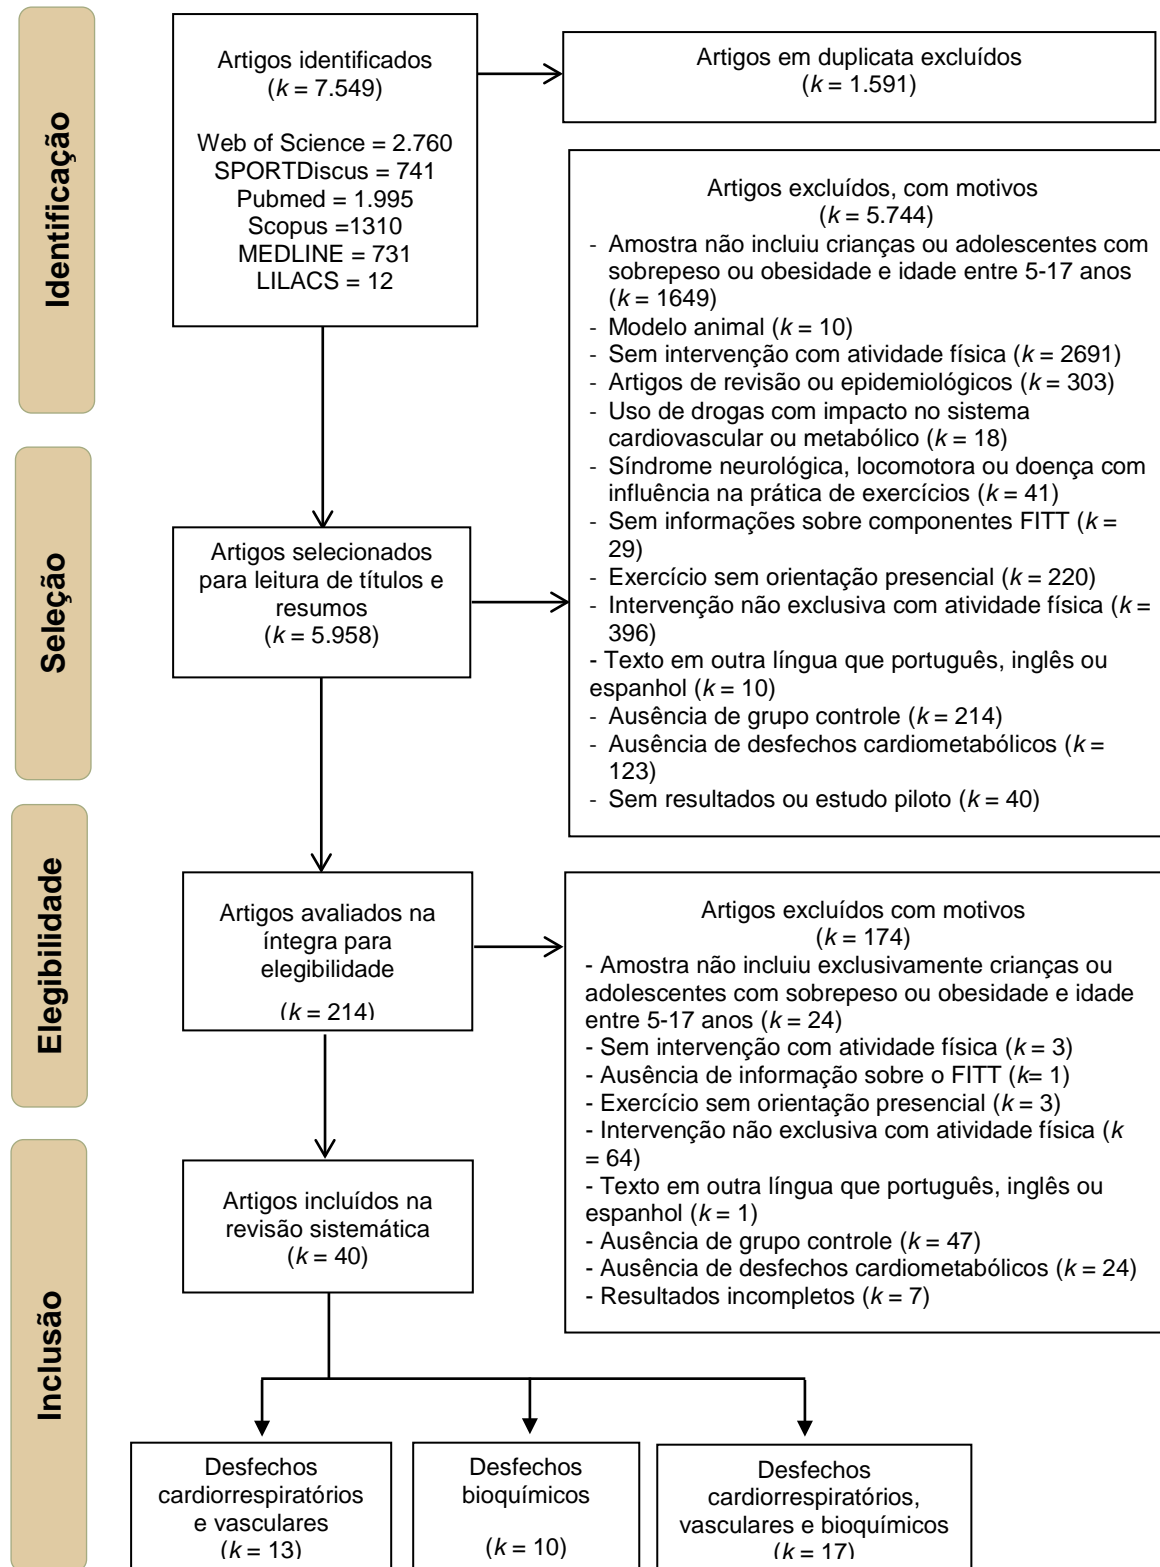 Identificação
Artigos identificados
(k = 7.549)
Web of Science = 2.760
SPORTDiscus = 741
Pubmed = 1.995
Scopus =1310
MEDLINE = 731
LILACS = 12
Artigos em duplicata excluídos
(k = 1.591)
Artigos excluídos, com motivos
(k = 5.744)
- Amostra não incluiu crianças ou adolescentes com
sobrepeso ou obesidade e idade entre 5-17 anos
(k = 1649)
- Modelo animal (k = 10)
- Sem intervenção com atividade física (k = 2691)
- Artigos de revisão ou epidemiológicos (k = 303)
- Uso de drogas com impacto no sistema
cardiovascular ou metabólico (k = 18)
- Síndrome neurológica, locomotora ou doença com
influência na prática de exercícios (k = 41)
- Sem informações sobre componentes FITT (k =
29)
- Exercício sem orientação presencial (k = 220)
- Intervenção não exclusiva com atividade física (k =
396)
- Texto em outra língua que português, inglês ou
espanhol (k = 10)
- Ausência de grupo controle (k = 214)
- Ausência de desfechos cardiometabólicos (k =
123)
- Sem resultados ou estudo piloto (k = 40)
Seleção
Artigos selecionados
para leitura de títulos e
resumos
(k = 5.958)
Elegibilidade
Artigos avaliados na
íntegra para
elegibilidade
(k = 214)
Artigos excluídos com motivos
(k = 174)
- Amostra não incluiu exclusivamente crianças ou
adolescentes com sobrepeso ou obesidade e idade
entre 5-17 anos (k = 24)
- Sem intervenção com atividade física (k = 3)
- Ausência de informação sobre o FITT (k= 1)
- Exercício sem orientação presencial (k = 3)
- Intervenção não exclusiva com atividade física (k
= 64)
- Texto em outra língua que português, inglês ou
espanhol (k = 1)
- Ausência de grupo controle (k = 47)
- Ausência de desfechos cardiometabólicos (k = 24)
- Resultados incompletos (k = 7)
Inclusão
Artigos incluídos na
revisão sistemática
(k = 40)
Desfechos
cardiorrespiratórios
e vasculares
(k = 13)
Desfechos
bioquímicos
(k = 10)
Desfechos
cardiorrespiratórios,
vasculares e bioquímicos
(k = 17)